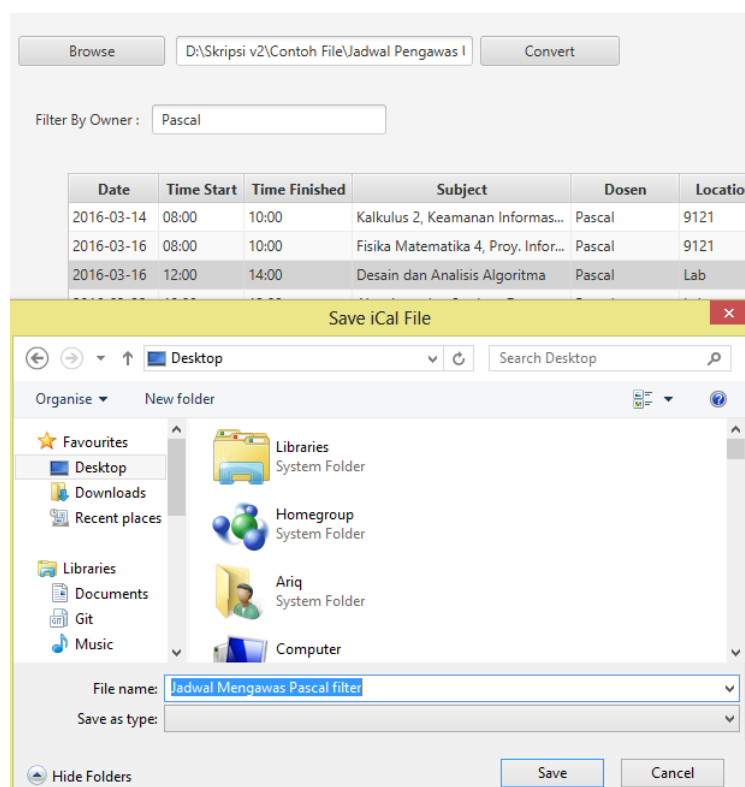 Browse D:\Skripsi v2\Contoh File\Jadwal Pengawas Convert
Filter By Owner : Pascal
Date Time Start Time Finished Subject Dosen Locatio
2016-03-14 08:00 10:00 Kalkulus 2, Keamanan Informas... Pascal 9121
2016-03-16 08:00 10:00 Fisika Matematika 4, Proy. Infor... Pascal 9121
2016-03-16 12:00 14:00 Desain dan Analisis Algoritma Pascal Lab
Save iCal File
Desktop Search Desktop
Organise New folder
Favourites
Desktop
Downloads
Recent places
Libraries
Documents
Git
Music
Libraries
System Folder
Homegroup
System Folder
Ariq
System Folder
Computer
File name: Jadwal Mengawas Pascal filter
Save as type:
Hide Folders Save Cancel